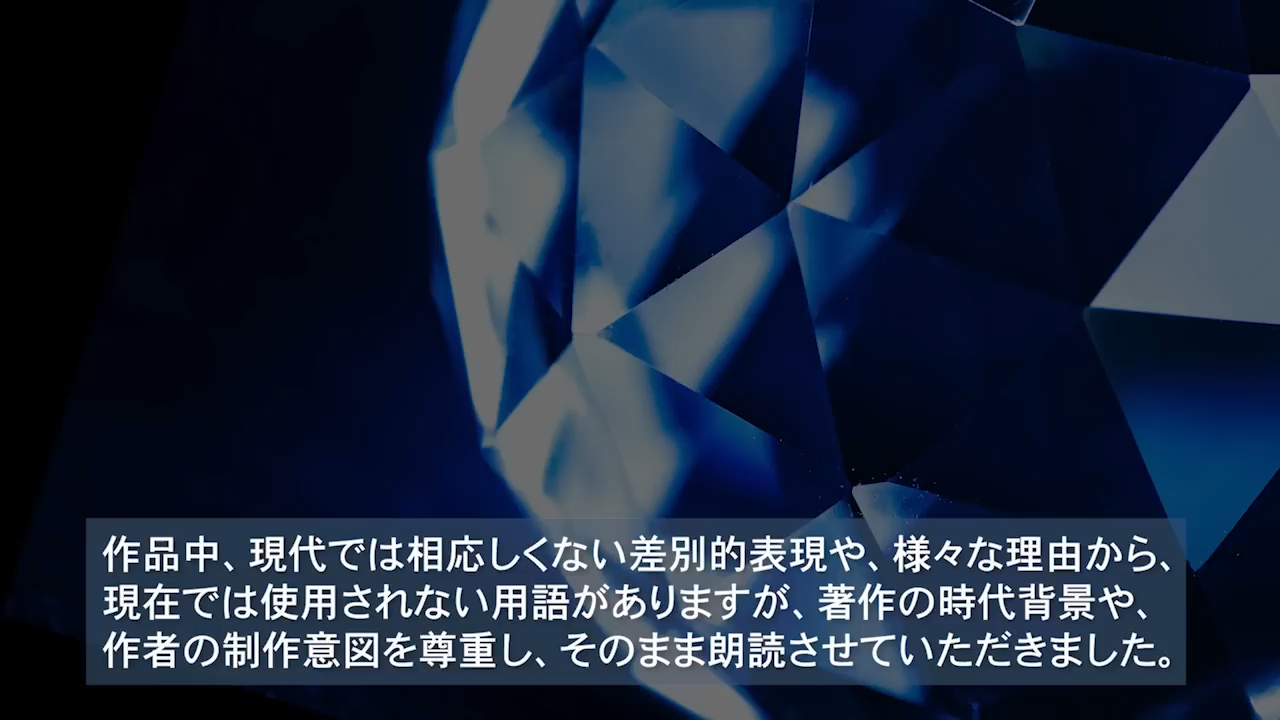 作品中、現代では相応しくない差別的表現や、様々な理由から、
現在では使用されない用語がありますが、著作の時代背景や、
作者の制作意図を尊重し、そのまま朗読させていただきました。